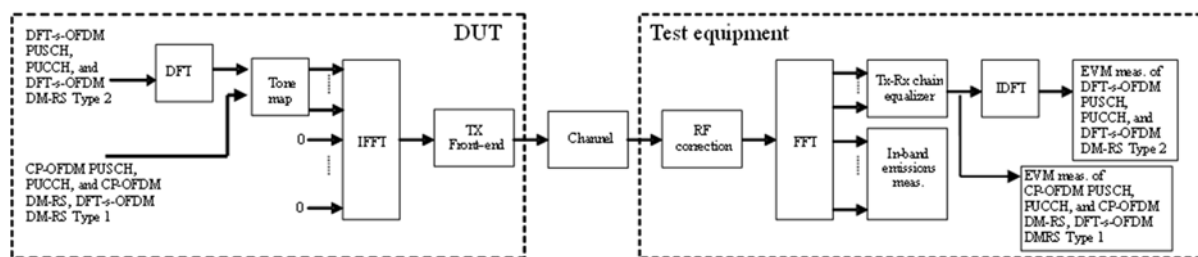 DUT
DFT-s-OFDM
PUSCH,
PUCCH, and
DFT-s-OFDM
DM-RS Type 2
DFT
Tone
map
0
0
CP-OFDM PUSCH,
PUCCH, and CP-OFDM
DM-RS, DFT-s-OFDM
DM-RS Type 1
IFFT
TX
Front-end
Channel
Test equipment
RF
correction
FFT
Tx-Rx chain
equalizer
In-band
emissions
meas.
IDFT
EVM meas. of
DFT-s-OFDM
PUSCH,
PUCCH, and
DFT-s-OFDM
DM-RS Type 2
EVM meas. of
CP-OFDM PUSCH,
PUCCH, and CP-OFDM
DM-RS, DFT-s-OFDM
DMRS Type 1